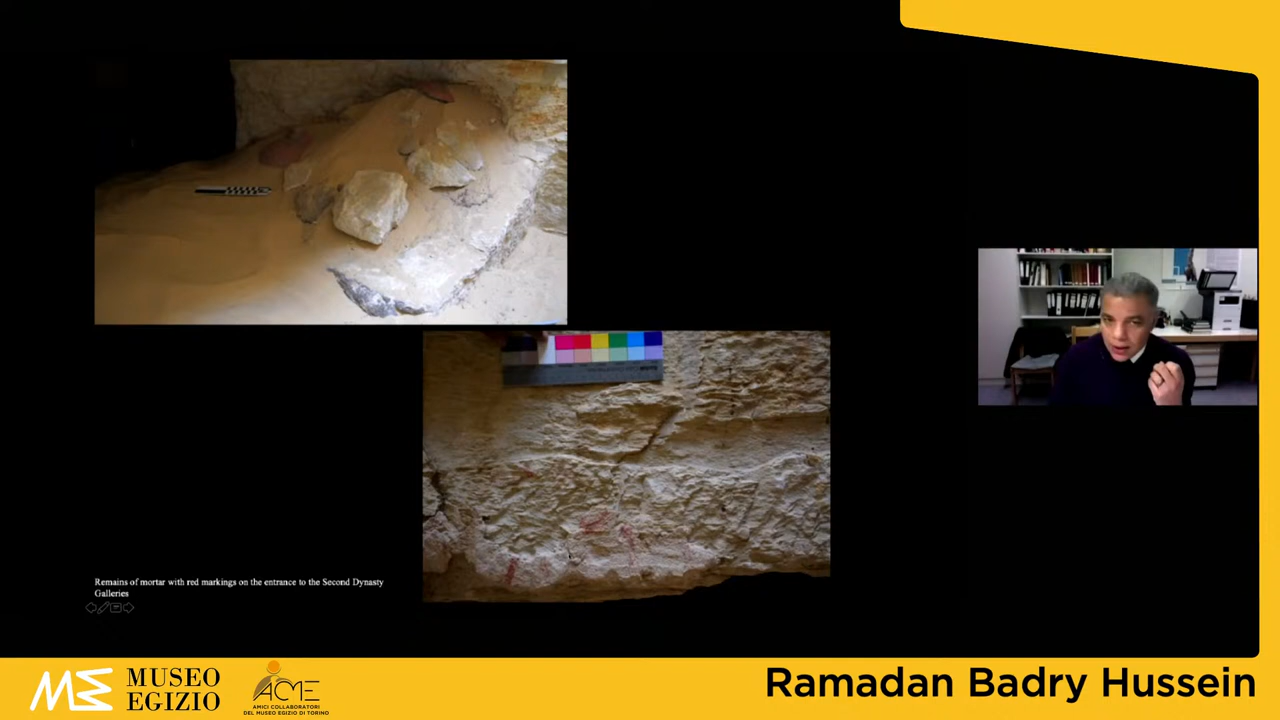 Remains of mortar with red markings on the entrance to the Second Dynasty
Galleries
MUSEO
EGIZIO
ACME
AMICI COLLABORATORI
DEL MUSEO EGIZIO DI TORINO
Ramadan Badry Hussein